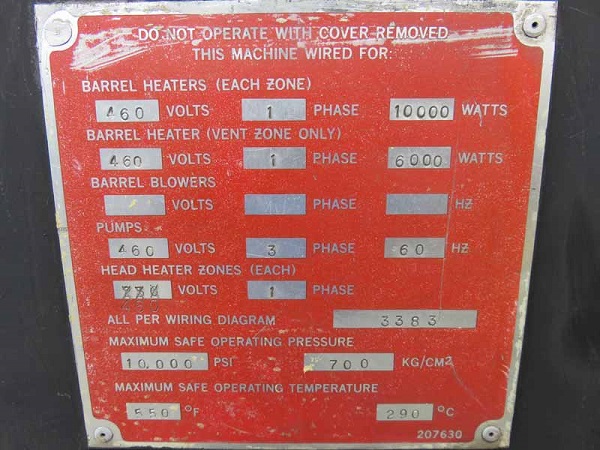 DO NOT OPERATE WITH COVER REMOVED
THIS MACHINE WIRED FOR:
BARREL HEATERS (EACH ZONE)
460 VOLTS 1 PHASE 10000 WATTS
BARREL HEATER (VENT ZONE ONLY)
460 VOLTS 1 PHASE 6000 WATTS
BARREL BLOWERS
VOLTS PHASE HZ
PUMPS
460 VOLTS 3 PHASE 60 HZ
HEAD HEATER ZONES (EACH)
VOLTS 1 PHASE
ALL PER WIRING DIAGRAM 3383
MAXIMUM SAFE OPERATING PRESSURE
10,000 PSI 700 KG/CM2
MAXIMUM SAFE OPERATING TEMPERATURE
550 °F 290 °C
207630